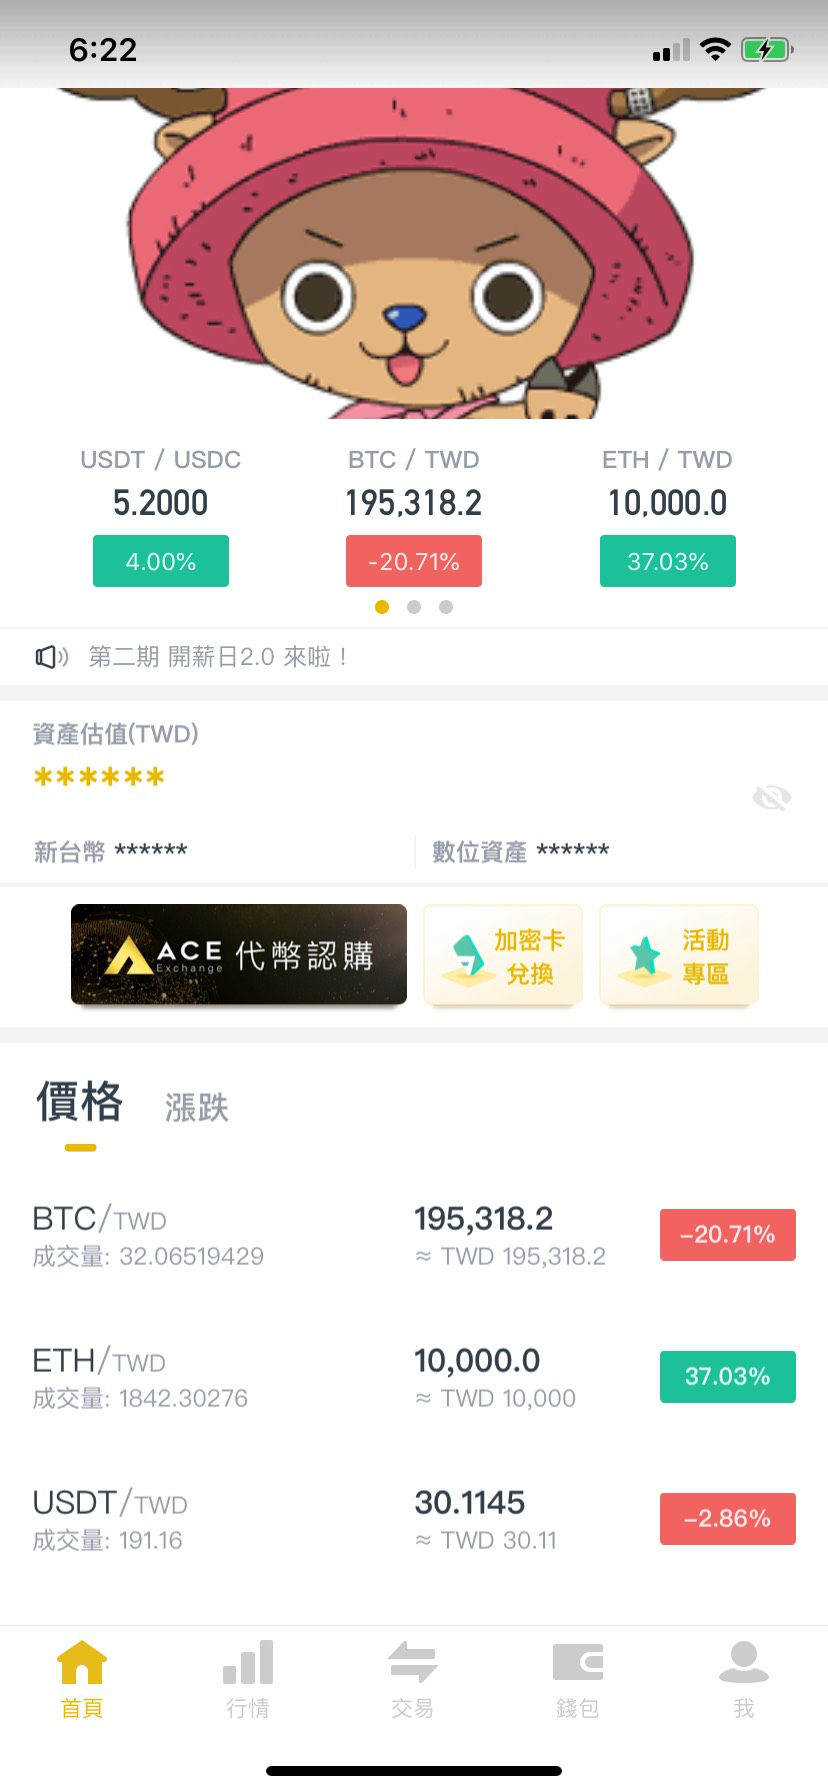 6:22
USDT / USDC
5.2000
4.00%
BTC / TWD
195,318.2
-20.71%
ETH / TWD
10,000.0
37.03%
第二期 開薪日2.0 來啦！
資產估值(TWD)
******
新台幣 ******
數位資產 ******
ACE
Exchange
代幣認購
加密卡
兌換
活動
專區
價格
漲跌
BTC/TWD
195,318.2
-20.71%
成交量: 32.06519429
≈ TWD 195,318.2
ETH/TWD
10,000.0
37.03%
成交量: 1842.30276
≈ TWD 10,000
USDT/TWD
30.1145
-2.86%
成交量: 191.16
≈ TWD 30.11
首頁
行情
交易
錢包
我